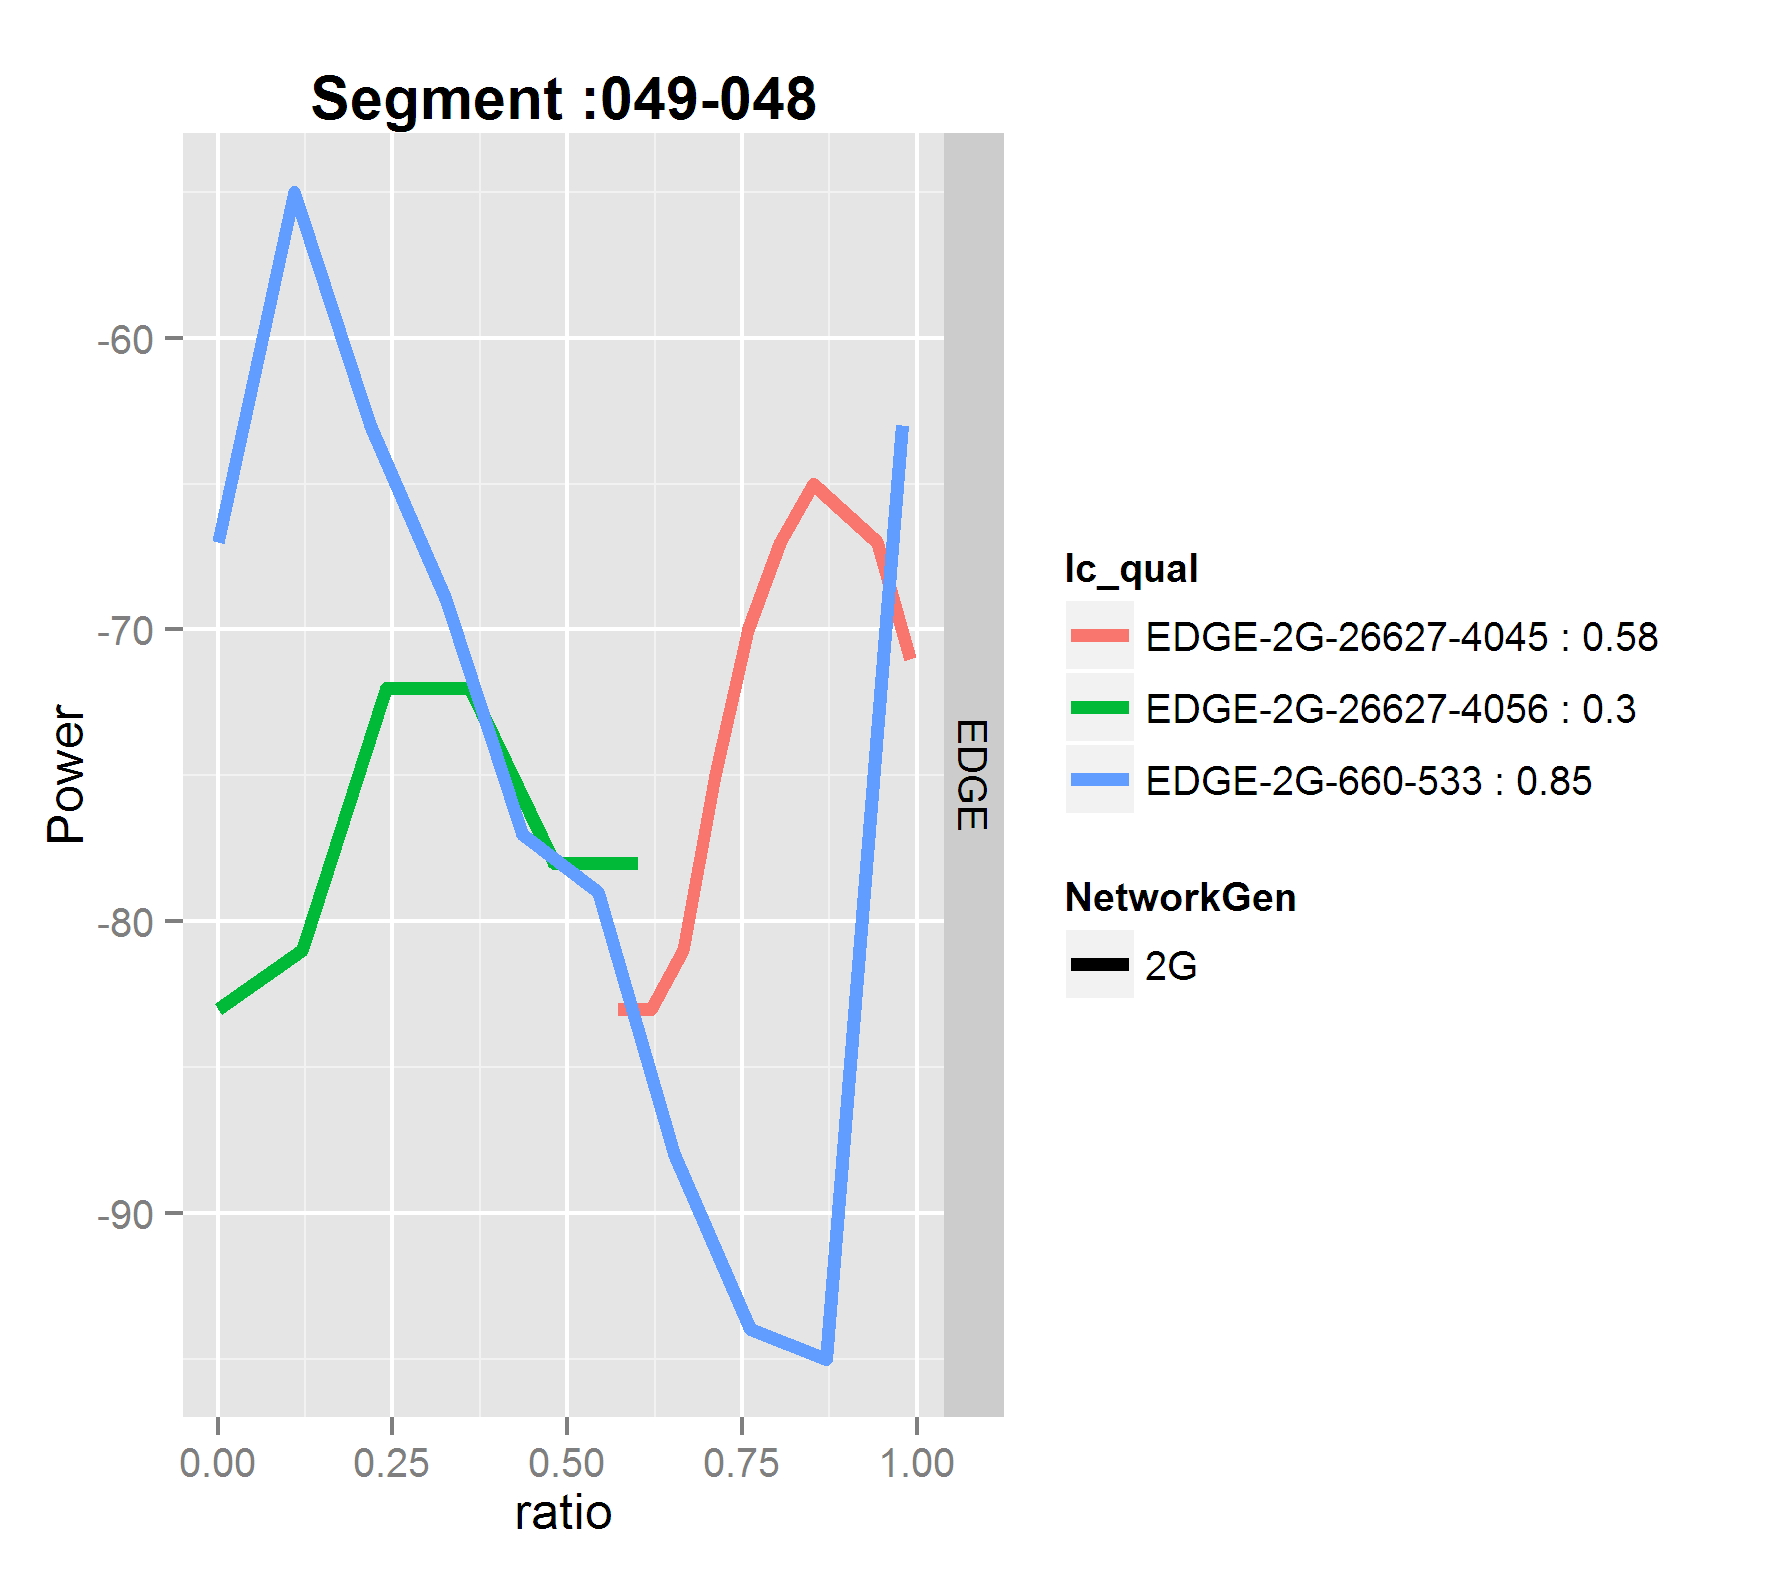 Segment :049-048
-60
-70
-80
-90
Power
0.00 0.25 0.50 0.75 1.00
ratio
EDGE
lc_qual
EDGE-2G-26627-4045 : 0.58
EDGE-2G-26627-4056 : 0.3
EDGE-2G-660-533 : 0.85
NetworkGen
2G